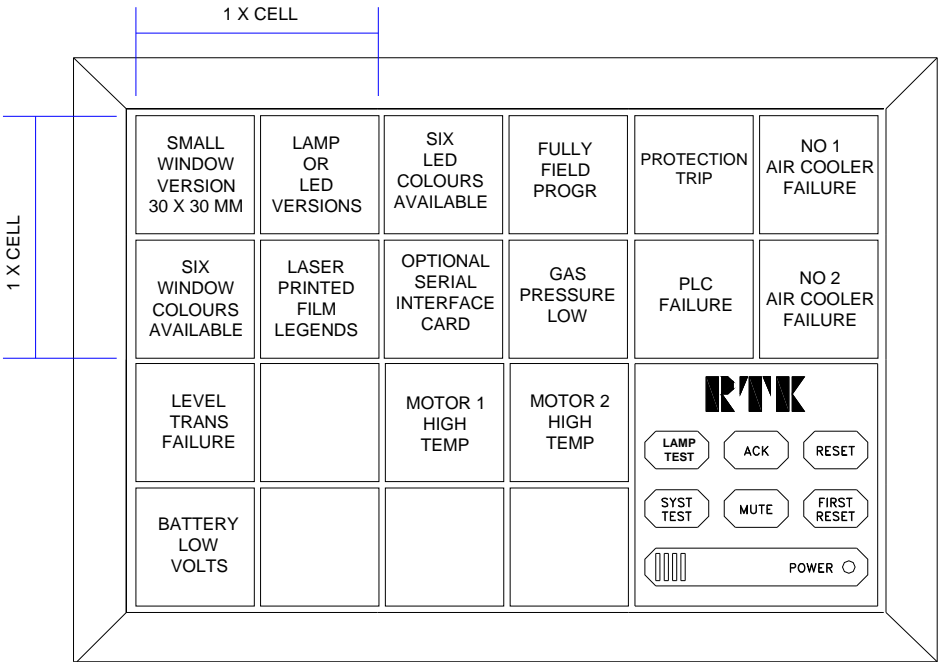 1 X CELL
1 X CELL
SMALL
WINDOW
VERSION
30 X 30 MM
LAMP
OR
LED
VERSIONS
SIX
LED
COLOURS
AVAILABLE
FULLY
FIELD
PROGR
PROTECTION
TRIP
NO 1
AIR COOLER
FAILURE
SIX
WINDOW
COLOURS
AVAILABLE
LASER
PRINTED
FILM
LEGENDS
OPTIONAL
SERIAL
INTERFACE
CARD
GAS
PRESSURE
LOW
PLC
FAILURE
NO 2
AIR COOLER
FAILURE
LEVEL
TRANS
FAILURE
MOTOR 1
HIGH
TEMP
MOTOR 2
HIGH
TEMP
RTK
LAMP
TEST
ACK
RESET
SYST
TEST
MUTE
FIRST
RESET
POWER
BATTERY
LOW
VOLTS